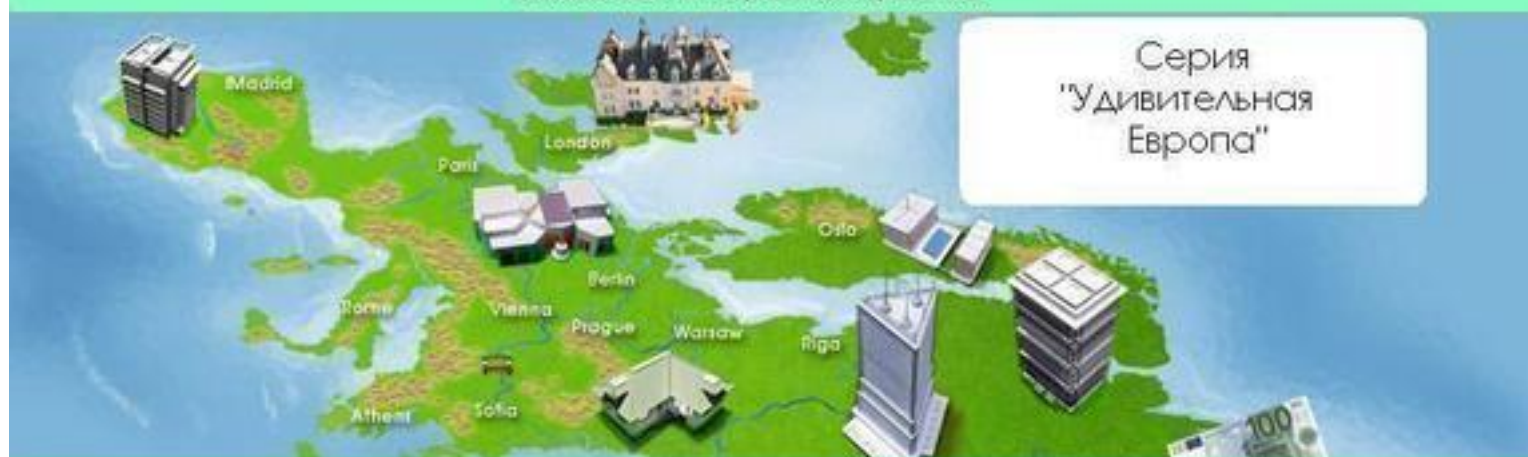 Серия
"Удивительная
Европа"
Madrid
London
Paris
Oslo
Berlin
Rome
Vienna
Prague
Warsaw
Riga
Athens
Sofia
100